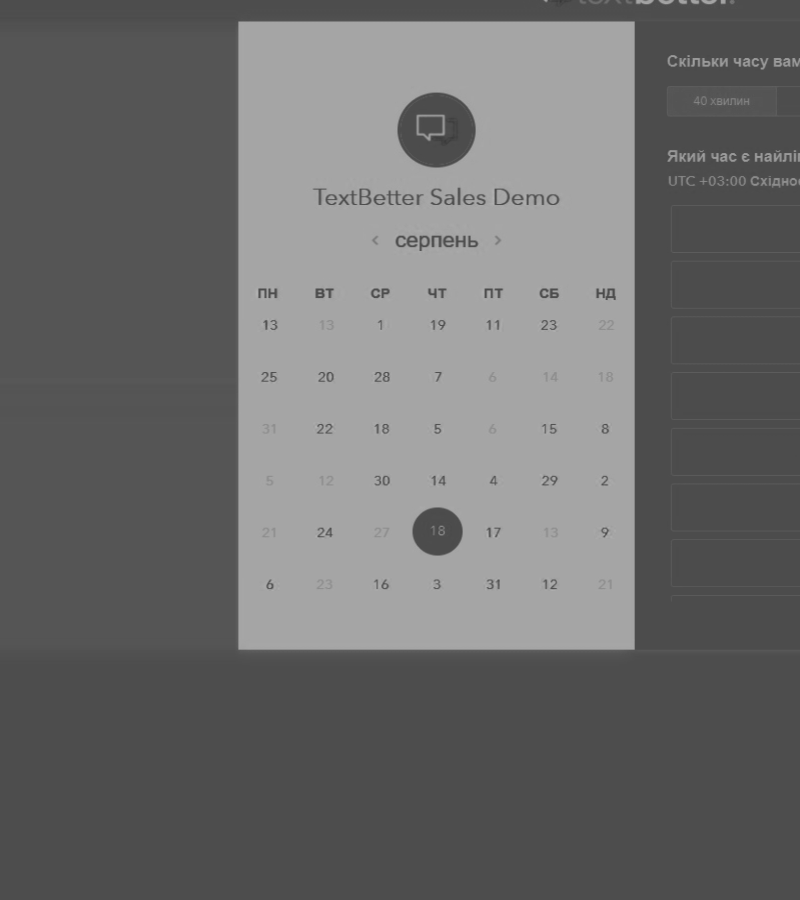 textbetter.
TextBetter Sales Demo
серпень
ПН ВТ СР ЧТ ПТ СБ НД
13 13 1 19 11 23 22
25 20 28 7 6 14 18
31 22 18 5 6 15 8
5 12 30 14 4 29 2
21 24 27 18 17 13 9
6 23 16 3 31 12 21
Скільки часу вам
40 хвилин
Який час є найлі
UTC +03:00 Східно